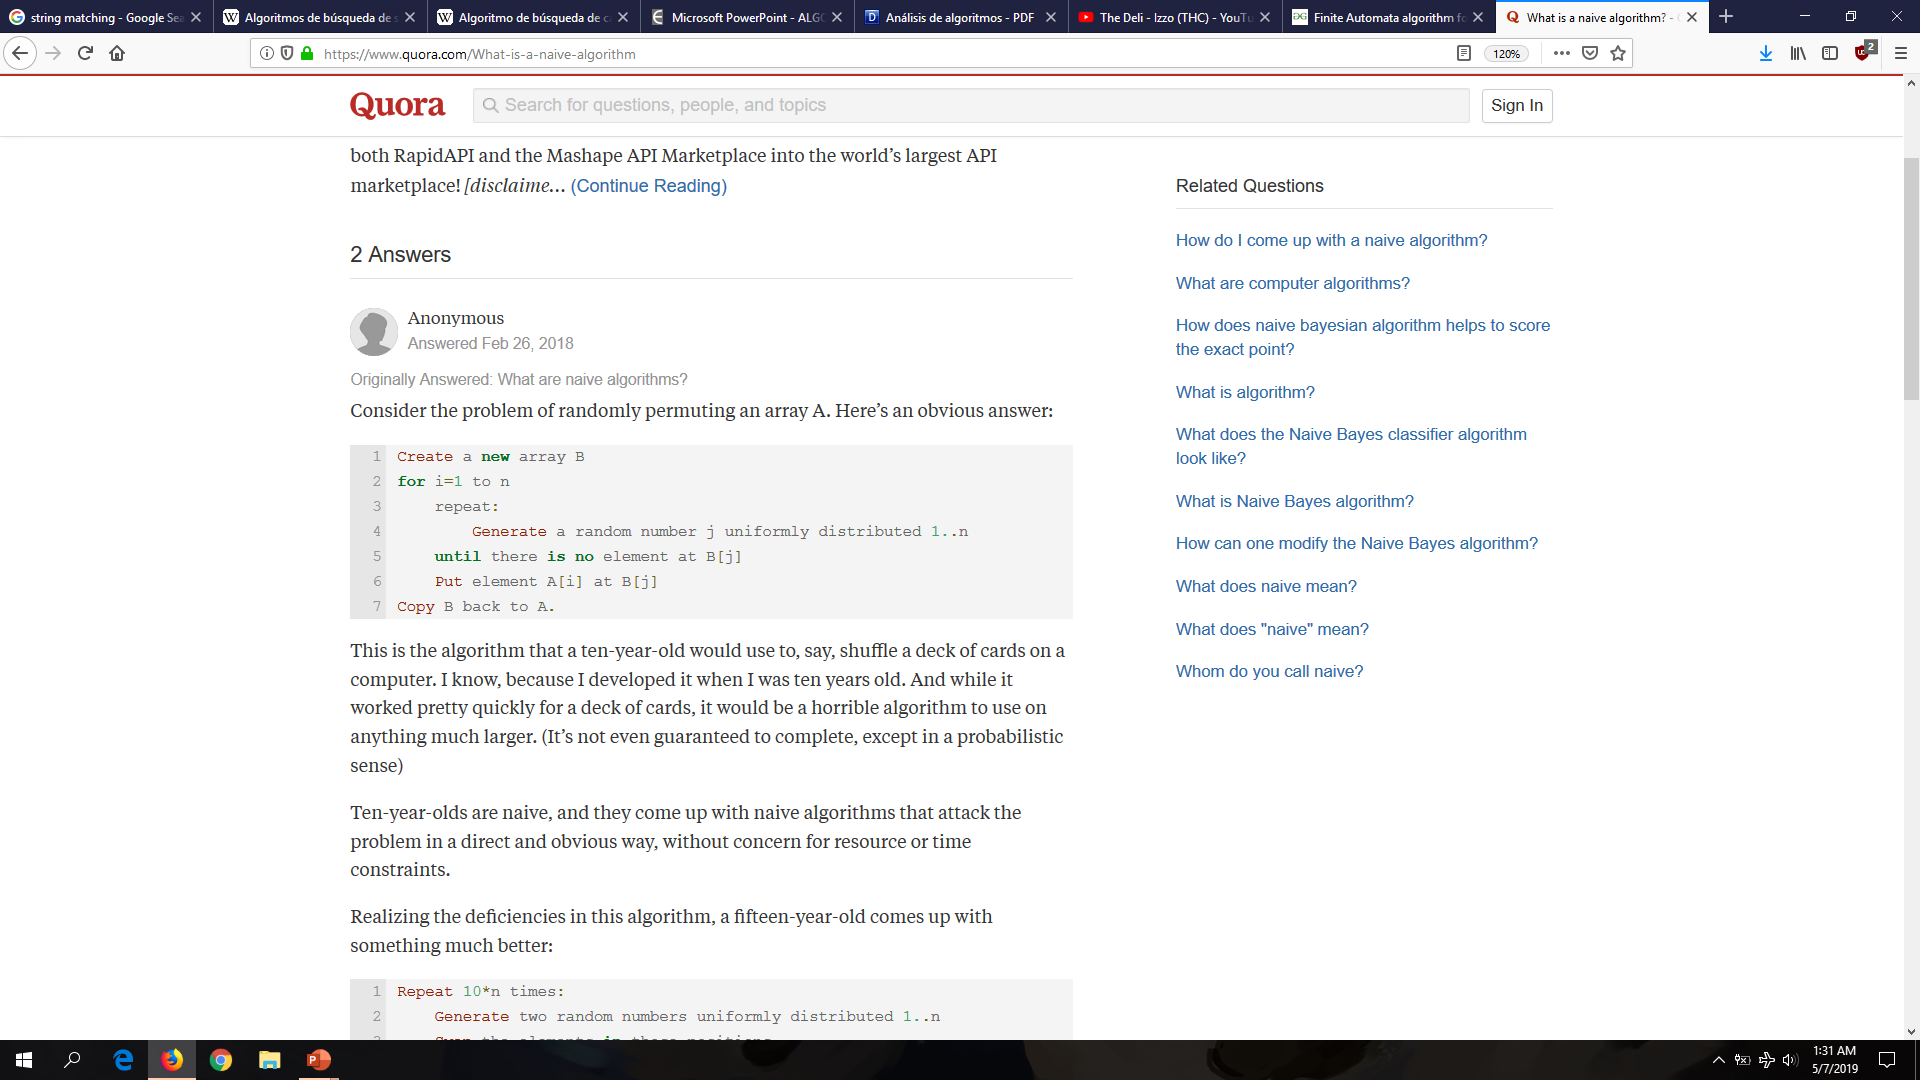 string matching - Google Sea
Algoritmos de búsqueda de s
Algoritmo de búsqueda de c
Microsoft PowerPoint - ALGO
Análisis de algoritmos - PDF
The Deli - Izzo (THC) - YouTu
Finite Automata algorithm fo
What is a naive algorithm? -
https://www.quora.com/What-is-a-naive-algorithm
120%
2
Quora
Search for questions, people, and topics
Sign In
both RapidAPI and the Mashape API Marketplace into the world’s largest API
marketplace! [disclaime... (Continue Reading)
2 Answers
Anonymous
Answered Feb 26, 2018
Originally Answered: What are naive algorithms?
Consider the problem of randomly permuting an array A. Here’s an obvious answer:
1 Create a new array B
2 for i=1 to n
3 repeat:
4 Generate a random number j uniformly distributed 1..n
5 until there is no element at B[j]
6 Put element A[i] at B[j]
7 Copy B back to A.
This is the algorithm that a ten-year-old would use to, say, shuffle a deck of cards on a
computer. I know, because I developed it when I was ten years old. And while it
worked pretty quickly for a deck of cards, it would be a horrible algorithm to use on
anything much larger. (It’s not even guaranteed to complete, except in a probabilistic
sense)
Ten-year-olds are naive, and they come up with naive algorithms that attack the
problem in a direct and obvious way, without concern for resource or time
constraints.
Realizing the deficiencies in this algorithm, a fifteen-year-old comes up with
something much better:
1 Repeat 10*n times:
2 Generate two random numbers uniformly distributed 1..n
Related Questions
How do I come up with a naive algorithm?
What are computer algorithms?
How does naive bayesian algorithm helps to score
the exact point?
What is algorithm?
What does the Naive Bayes classifier algorithm
look like?
What is Naive Bayes algorithm?
How can one modify the Naive Bayes algorithm?
What does naive mean?
What does "naive" mean?
Whom do you call naive?
1:31 AM
5/7/2019